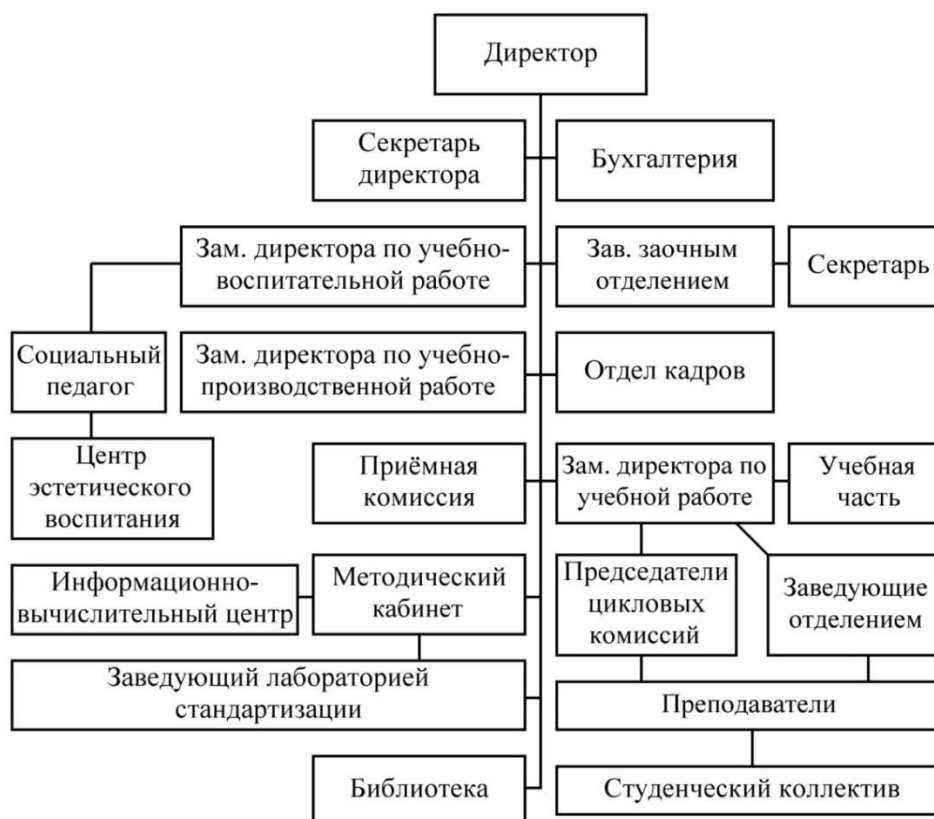 Директор
Секретарь
директора
Бухгалтерия
Зам. директора по учебно-
воспитательной работе
Зав. заочным
отделением
Секретарь
Социальный
педагог
Зам. директора по учебно-
производственной работе
Отдел кадров
Центр
эстетического
воспитания
Приёмная
комиссия
Зам. директора по
учебной работе
Учебная
часть
Информационно-
вычислительный центр
Методический
кабинет
Председатели
цикловых
комиссий
Заведующие
отделением
Заведующий лабораторией
стандартизации
Преподаватели
Библиотека
Студенческий коллектив